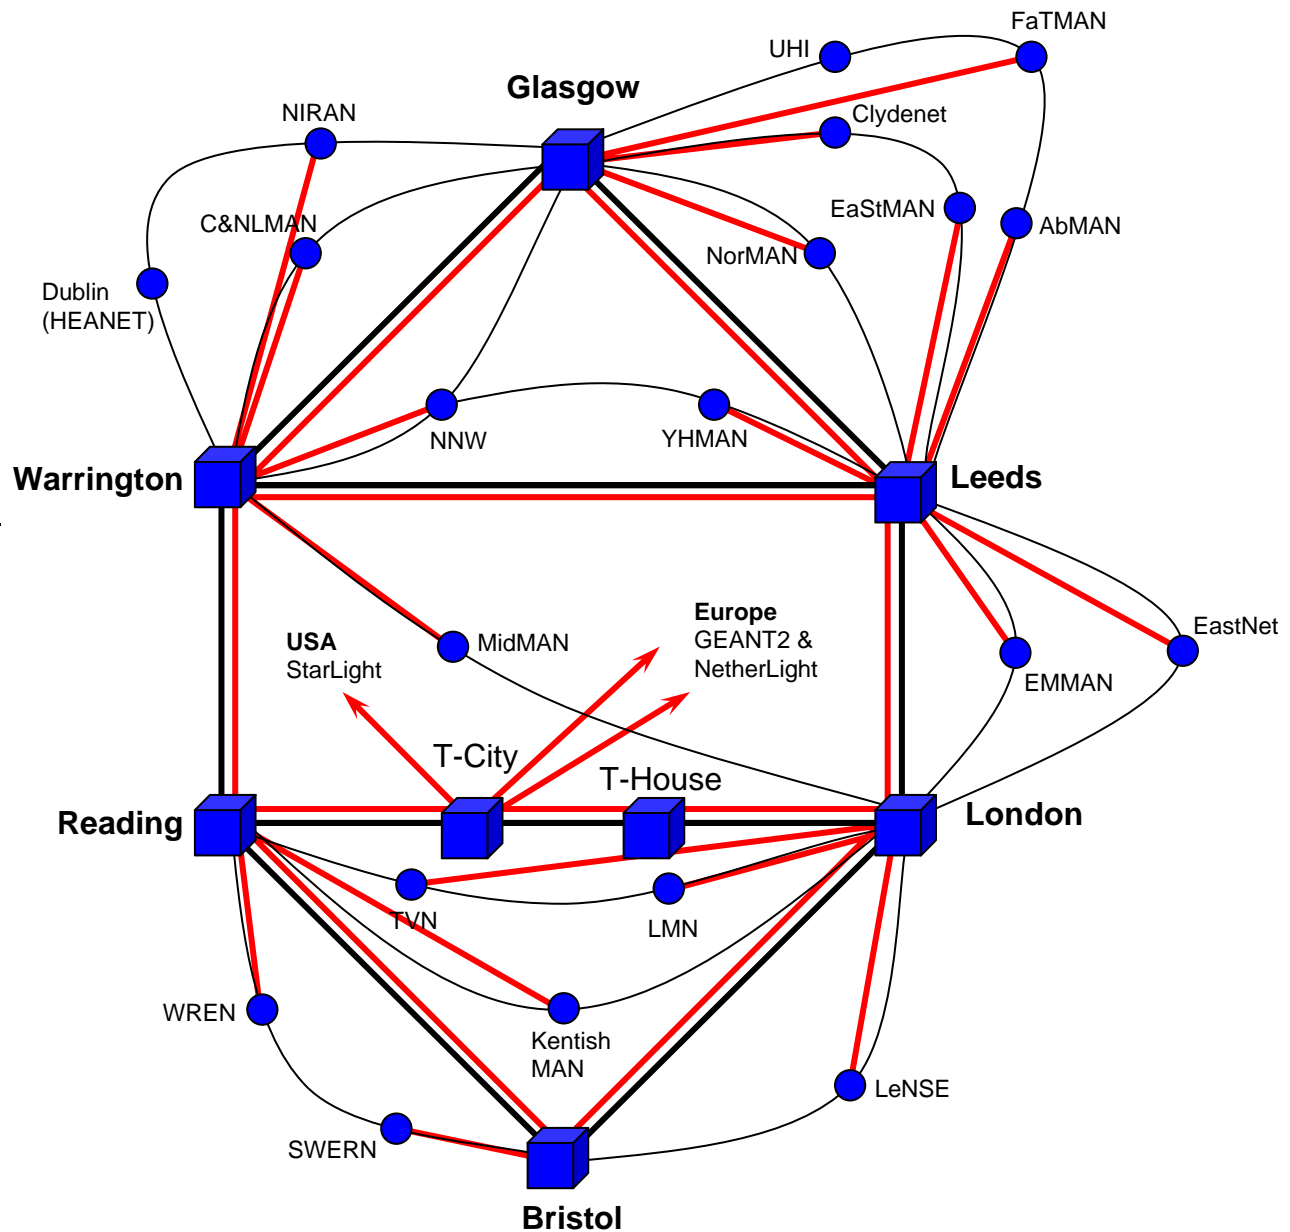 FaTMAN
UHI
Glasgow
NIRAN
Clydenet
C&NLMAN
EaStMAN
AbMAN
NorMAN
Dublin
(HEANET)
NNW
YHMAN
Warrington
Leeds
Europe
GEANT2 &
NetherLight
USA
StarLight
MidMAN
EastNet
EMMAN
T-City
T-House
Reading
London
TVN
LMN
WREN
Kentish
MAN
LeNSE
SWERN
Bristol